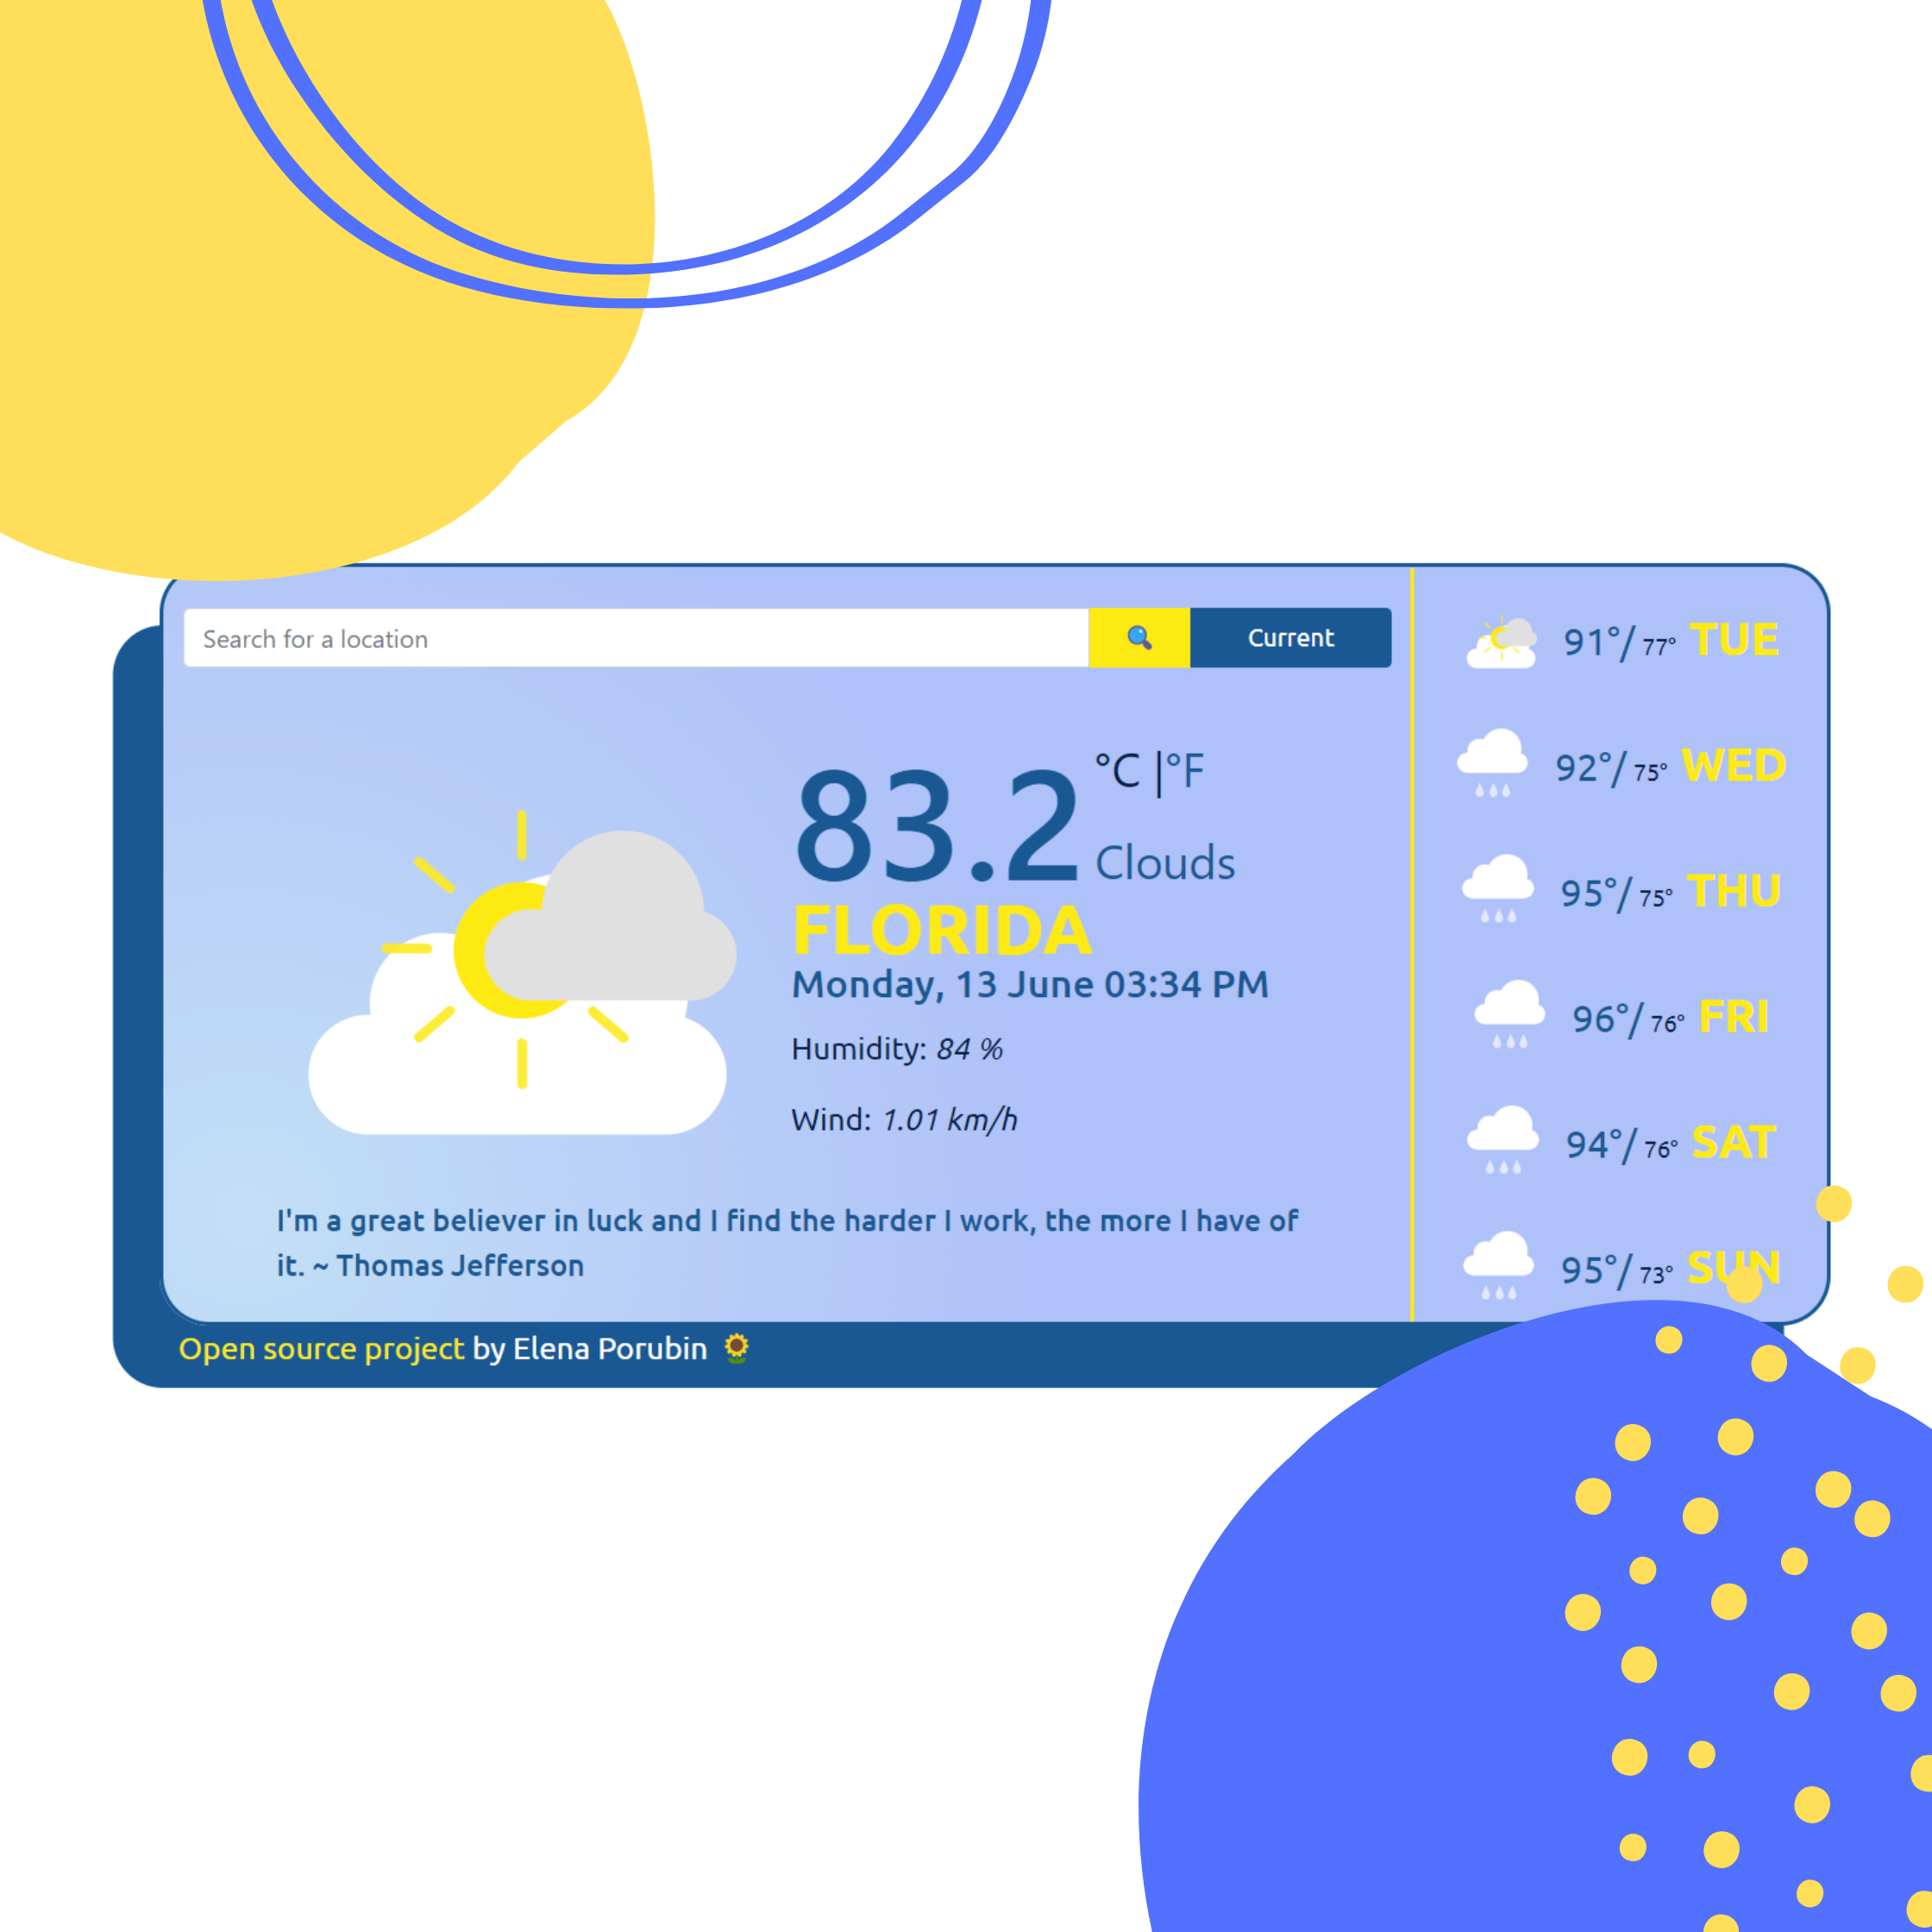 Search for a location
Current
83.2
°C |°F
Clouds
FLORIDA
Monday, 13 June 03:34 PM
Humidity: 84 %
Wind: 1.01 km/h
I'm a great believer in luck and I find the harder I work, the more I have of
it. ~ Thomas Jefferson
91°/ 77° TUE
92°/ 75° WED
95°/ 75° THU
96°/ 76° FRI
94°/ 76° SAT
95°/ 73° SUN
Open source project by Elena Porubin